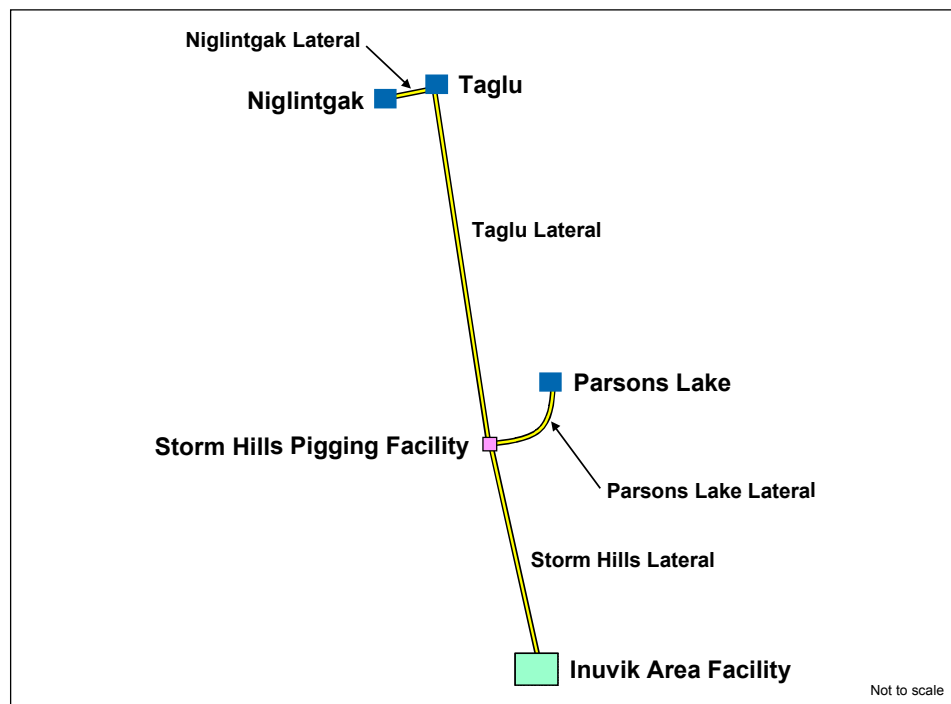 Niglintgak Lateral
Taglu
Niglintgak
Taglu Lateral
Parsons Lake
Storm Hills Pigging Facility
Parsons Lake Lateral
Storm Hills Lateral
Inuvik Area Facility
Not to scale